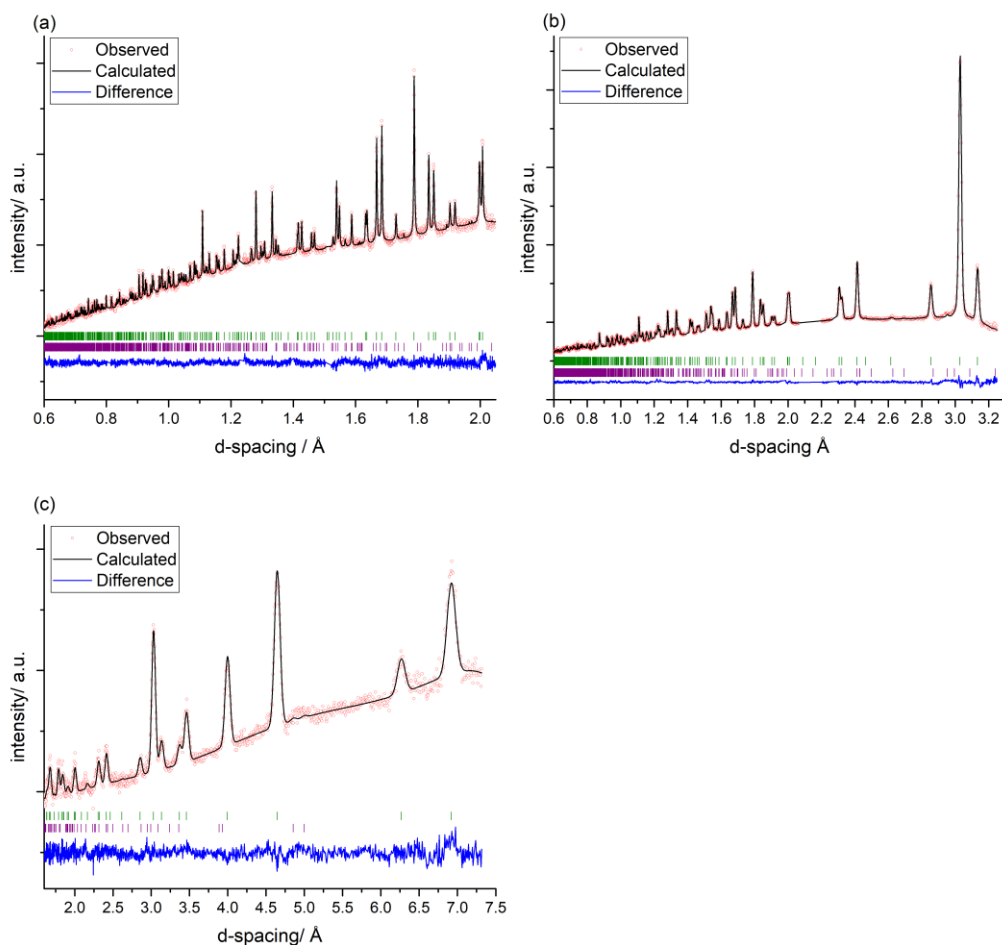 (a)
Observed
Calculated
Difference
intensity/ a.u.
0.6 0.8 1.0 1.2 1.4 1.6 1.8 2.0
d-spacing / Å
(b)
Observed
Calculated
Difference
intensity/ a.u.
0.6 0.8 1.0 1.2 1.4 1.6 1.8 2.0 2.2 2.4 2.6 2.8 3.0 3.2
d-spacing Å
(c)
Observed
Calculated
Difference
intensity/ a.u.
2.0 2.5 3.0 3.5 4.0 4.5 5.0 5.5 6.0 6.5 7.0 7.5
d-spacing/ Å